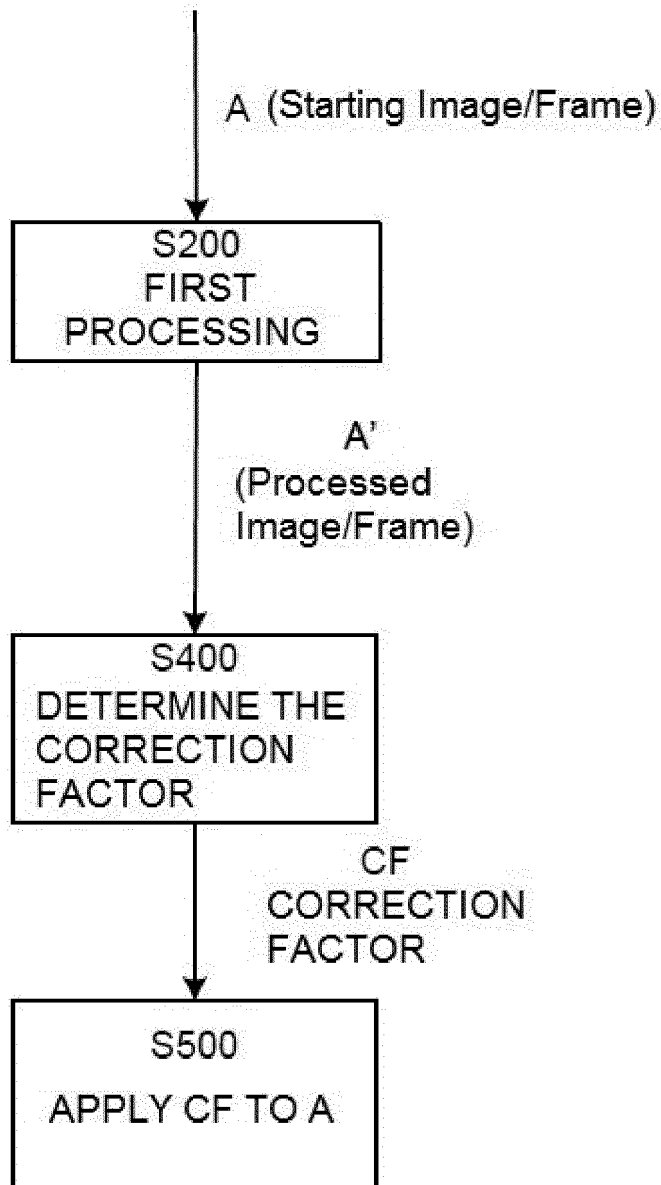 A (Starting Image/Frame)
S200
FIRST
PROCESSING
A'
(Processed
Image/Frame)
S400
DETERMINE THE
CORRECTION
FACTOR
CF
CORRECTION
FACTOR
S500
APPLY CF TO A